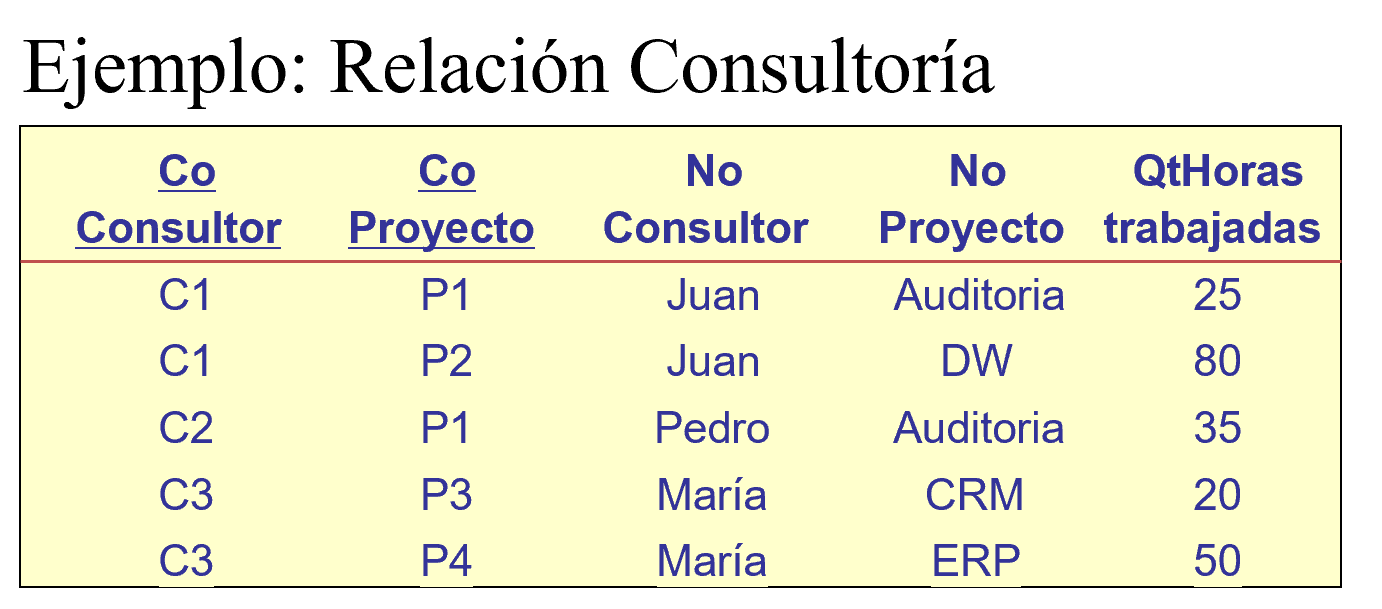 Ejemplo: Relación Consultoría
Co Co No No QtHoras
Consultor Proyecto Consultor Proyecto trabajadas
C1 P1 Juan Auditoria 25
C1 P2 Juan DW 80
C2 P1 Pedro Auditoria 35
C3 P3 María CRM 20
C3 P4 María ERP 50